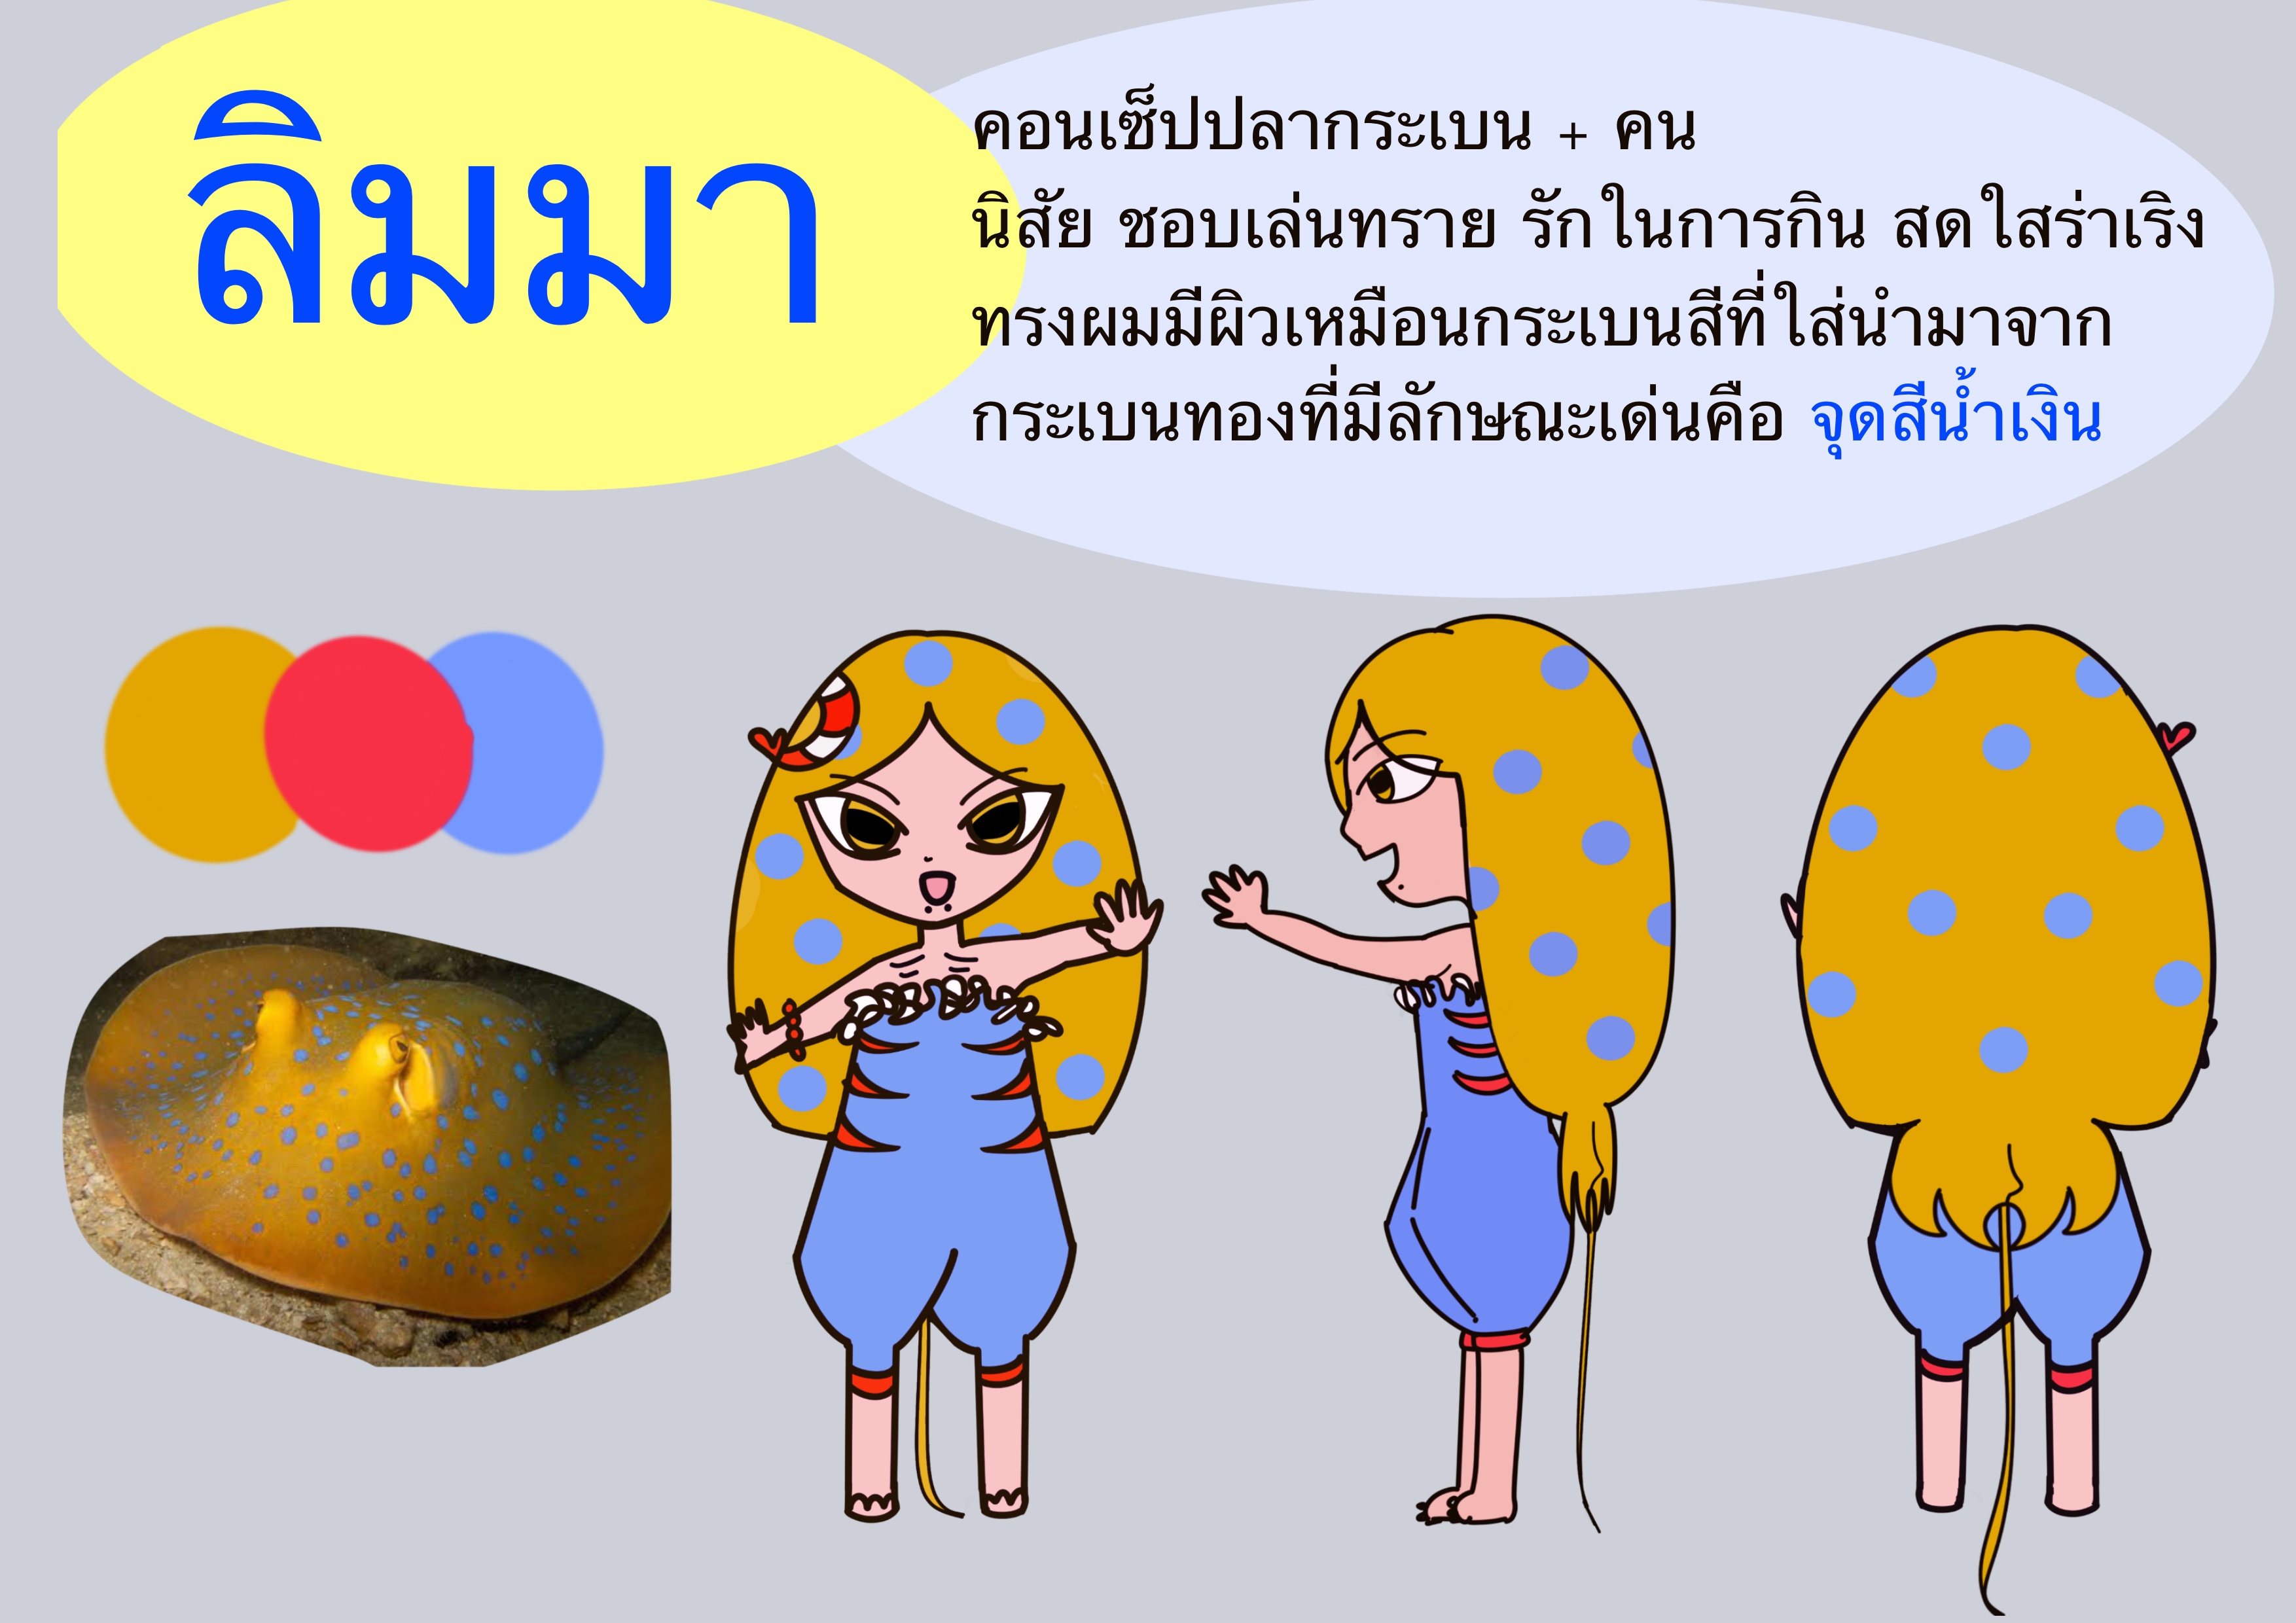 ลิมมา
คอนเซ็ปปลากระเบน + คน
นิสัย ชอบเล่นทราย รักในการกิน สดใสร่าเริง
ทรงผมมีผิวเหมือนกระเบนสีที่ใส่นำมาจาก
กระเบนทองที่มีลักษณะเด่นคือ จุดสีน้ำเงิน